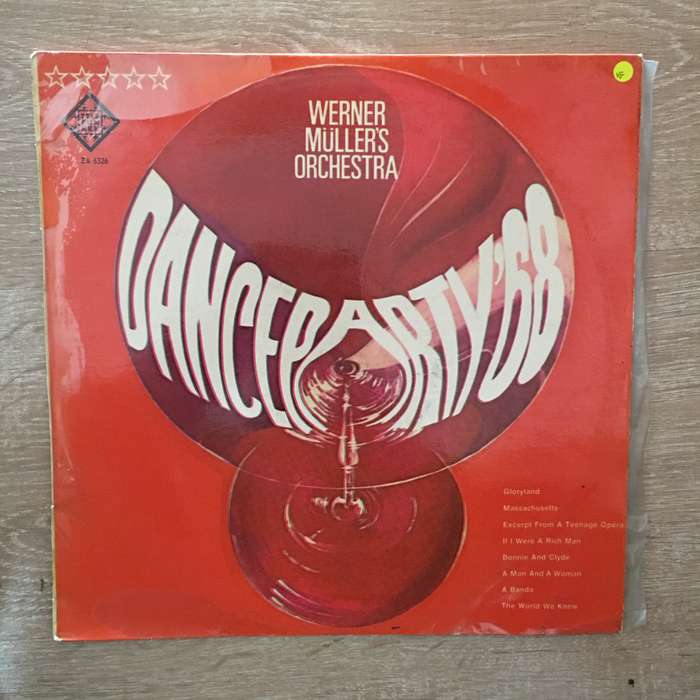 WERNER
MÜLLER'S
ORCHESTRA
ZA 6326
DANCEPARTY'68
Gloryland
Massachusetts
Excerpt From A Teenage Opera
If I Were A Rich Man
Bonnie And Clyde
A Man And A Woman
A Banda
The World We Knew